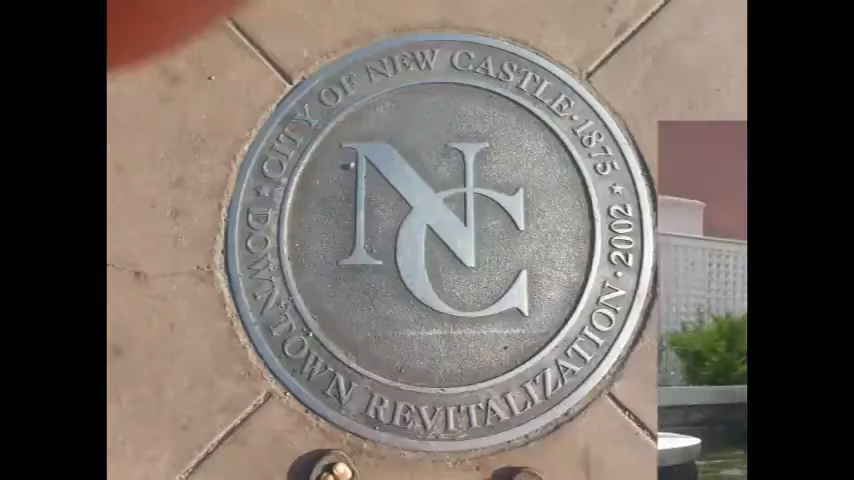 CITY OF NEW CASTLE · 1875
NC
DOWNTOWN REVITALIZATION · 2002